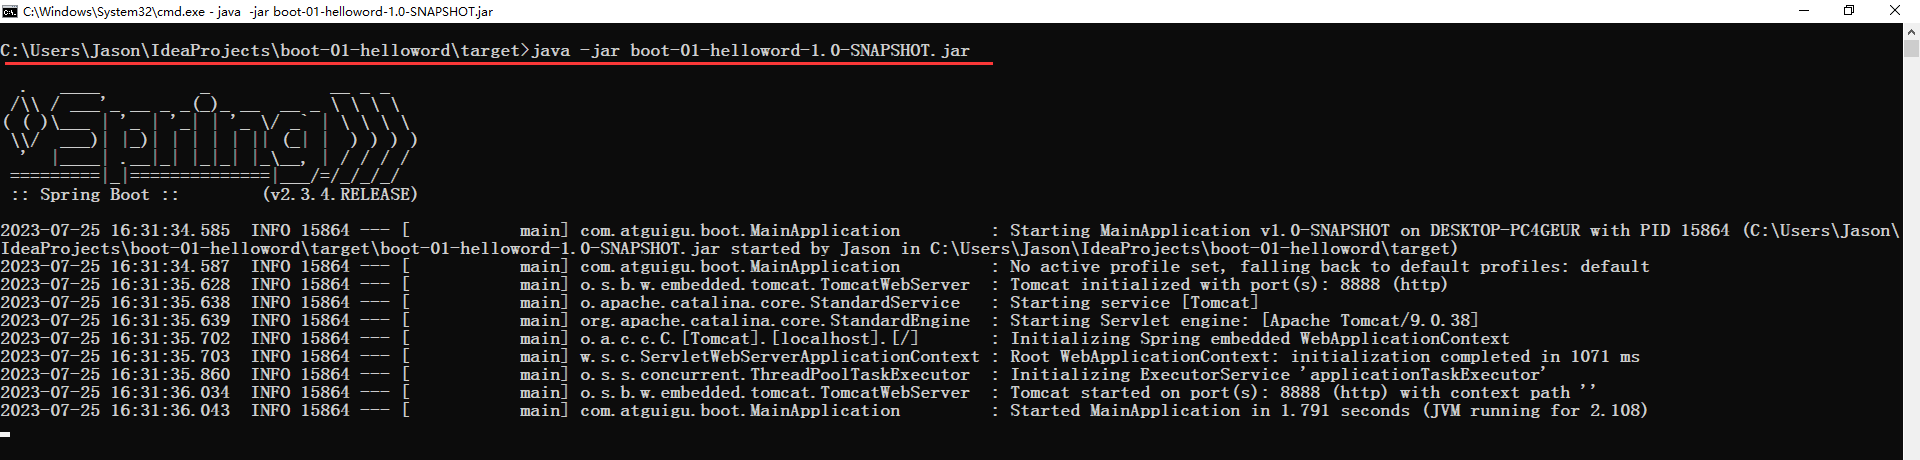 C:\Windows\System32\cmd.exe - java  -jar boot-01-helloword-1.0-SNAPSHOT.jar
C:\Users\Jason\IdeaProjects\boot-01-helloword\target>java -jar boot-01-helloword-1.0-SNAPSHOT.jar
  .   ____          _            __ _ _
 /\\ / ___'_ __ _ _(_)_ __  __ _ \ \ \ \
( ( )\___ | '_ | '_| | '_ \/ _` | \ \ \ \
 \\/  ___)| |_)| | | | | || (_| |  ) ) ) )
  '  |____| .__|_| |_|_| |_\__, | / / / /
 =========|_|==============|___/=/_/_/_/
 :: Spring Boot ::        (v2.3.4.RELEASE)
2023-07-25 16:31:34.585  INFO 15864 --- [           main] com.atguigu.boot.MainApplication         : Starting MainApplication v1.0-SNAPSHOT on DESKTOP-PC4GEUR with PID 15864 (C:\Users\Jason\
IdeaProjects\boot-01-helloword\target\boot-01-helloword-1.0-SNAPSHOT.jar started by Jason in C:\Users\Jason\IdeaProjects\boot-01-helloword\target)
2023-07-25 16:31:34.587  INFO 15864 --- [           main] com.atguigu.boot.MainApplication         : No active profile set, falling back to default profiles: default
2023-07-25 16:31:35.628  INFO 15864 --- [           main] o.s.b.w.embedded.tomcat.TomcatWebServer  : Tomcat initialized with port(s): 8888 (http)
2023-07-25 16:31:35.638  INFO 15864 --- [           main] o.apache.catalina.core.StandardService   : Starting service [Tomcat]
2023-07-25 16:31:35.639  INFO 15864 --- [           main] org.apache.catalina.core.StandardEngine  : Starting Servlet engine: [Apache Tomcat/9.0.38]
2023-07-25 16:31:35.702  INFO 15864 --- [           main] o.a.c.c.C.[Tomcat].[localhost].[/]       : Initializing Spring embedded WebApplicationContext
2023-07-25 16:31:35.703  INFO 15864 --- [           main] w.s.c.ServletWebServerApplicationContext : Root WebApplicationContext: initialization completed in 1071 ms
2023-07-25 16:31:35.860  INFO 15864 --- [           main] o.s.s.concurrent.ThreadPoolTaskExecutor  : Initializing ExecutorService 'applicationTaskExecutor'
2023-07-25 16:31:36.034  INFO 15864 --- [           main] o.s.b.w.embedded.tomcat.TomcatWebServer  : Tomcat started on port(s): 8888 (http) with context path ''
2023-07-25 16:31:36.043  INFO 15864 --- [           main] com.atguigu.boot.MainApplication         : Started MainApplication in 1.791 seconds (JVM running for 2.108)